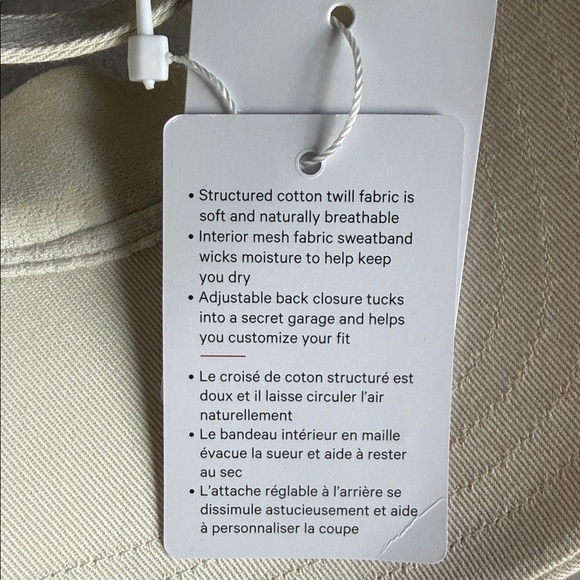 • Structured cotton twill fabric is
soft and naturally breathable
• Interior mesh fabric sweatband
wicks moisture to help keep
you dry
• Adjustable back closure tucks
into a secret garage and helps
you customize your fit
• Le croisé de coton structuré est
doux et il laisse circuler l'air
naturellement
• Le bandeau intérieur en maille
évacue la sueur et aide à rester
au sec
• L'attache réglable à l'arrière se
dissimule astucieusement et aide
à personnaliser la coupe